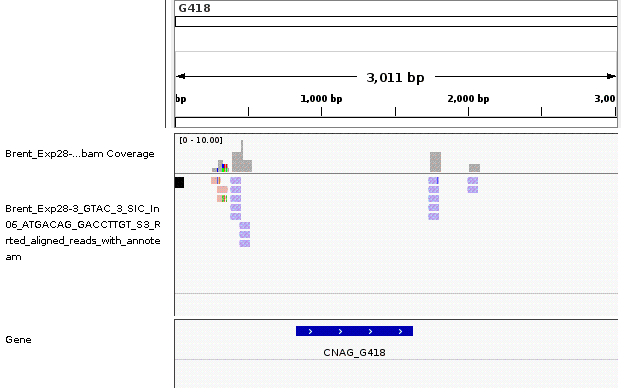 G418
3,011 bp
bp
1,000 bp
2,000 bp
3,00
[0 - 10.00]
Brent_Exp28-...bam Coverage
Brent_Exp28-3_GTAC_3_SIC_In
06_ATGACAG_GACCTTGT_S3_R
rted_aligned_reads_with_annote
am
Gene
CNAG_G418